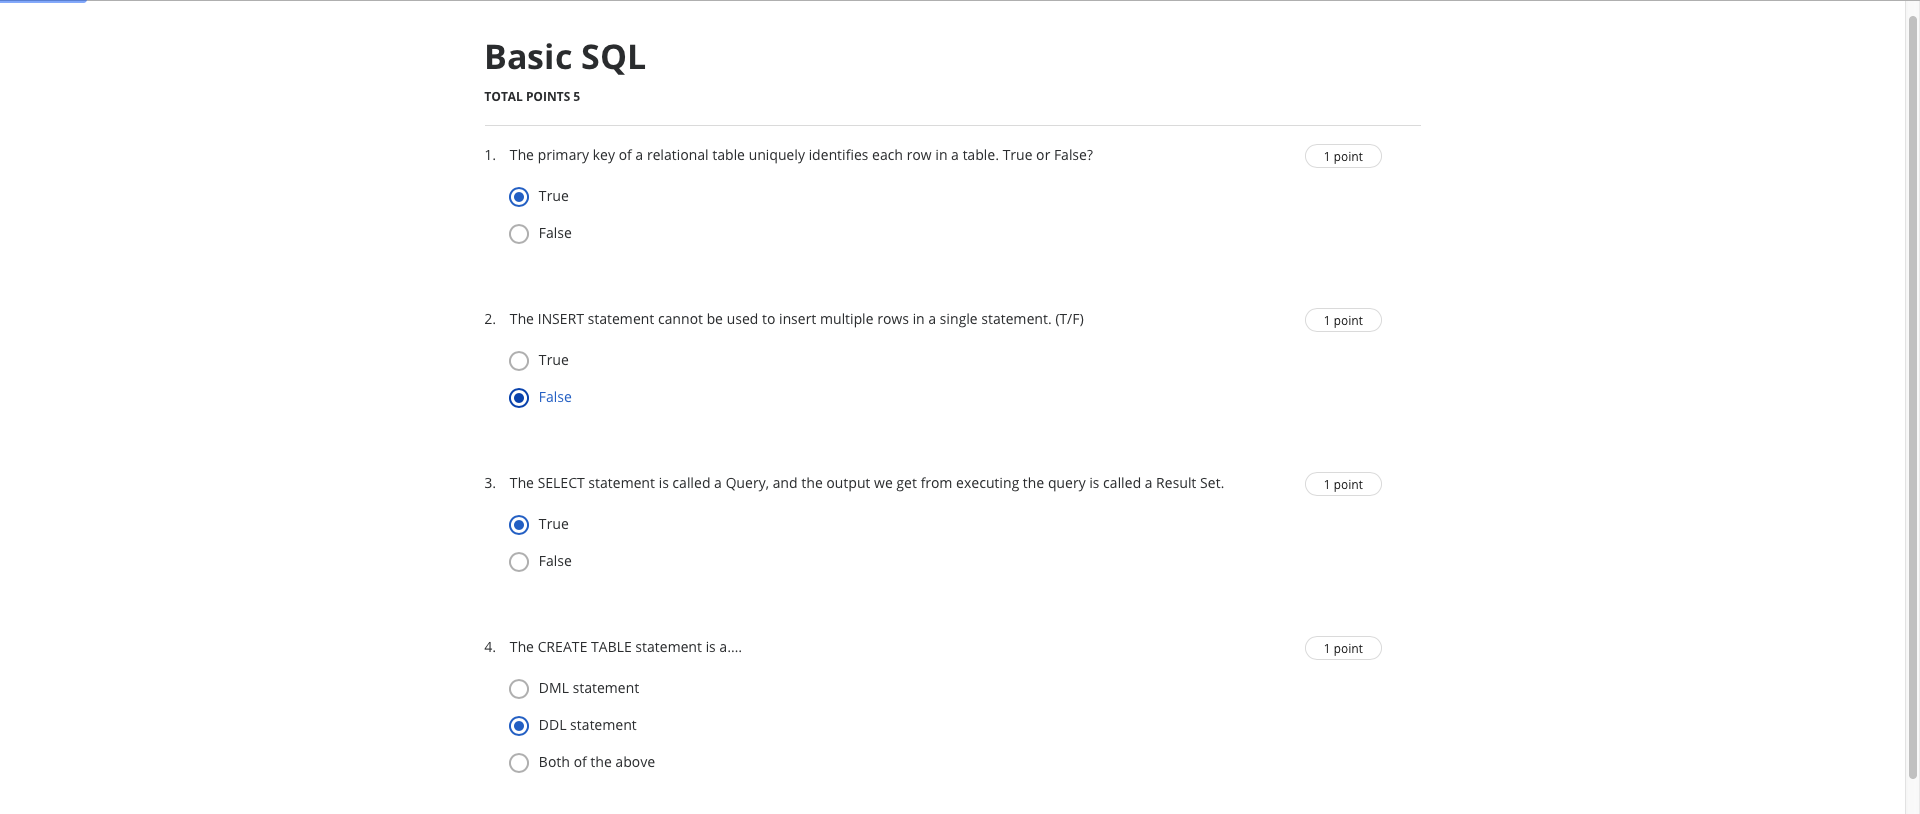 Basic SQL
TOTAL POINTS 5
1. The primary key of a relational table uniquely identifies each row in a table. True or False? 1 point
True
False
2. The INSERT statement cannot be used to insert multiple rows in a single statement. (T/F) 1 point
True
False
3. The SELECT statement is called a Query, and the output we get from executing the query is called a Result Set. 1 point
True
False
4. The CREATE TABLE statement is a.... 1 point
DML statement
DDL statement
Both of the above